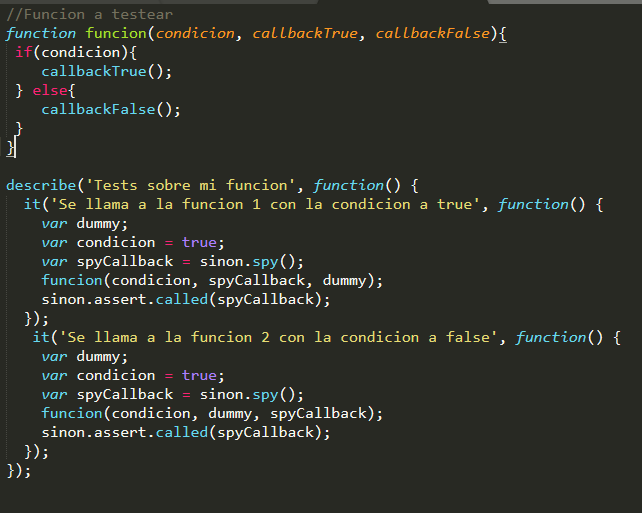 //Funcion a testear
function funcion(condicion, callbackTrue, callbackFalse){
if(condicion){
callbackTrue();
} else{
callbackFalse();
}
}
describe('Tests sobre mi funcion', function() {
it('Se llama a la funcion 1 con la condicion a true', function() {
var dummy;
var condicion = true;
var spyCallback = sinon.spy();
funcion(condicion, spyCallback, dummy);
sinon.assert.called(spyCallback);
});
it('Se llama a la funcion 2 con la condicion a false', function() {
var dummy;
var condicion = true;
var spyCallback = sinon.spy();
funcion(condicion, dummy, spyCallback);
sinon.assert.called(spyCallback);
});
});